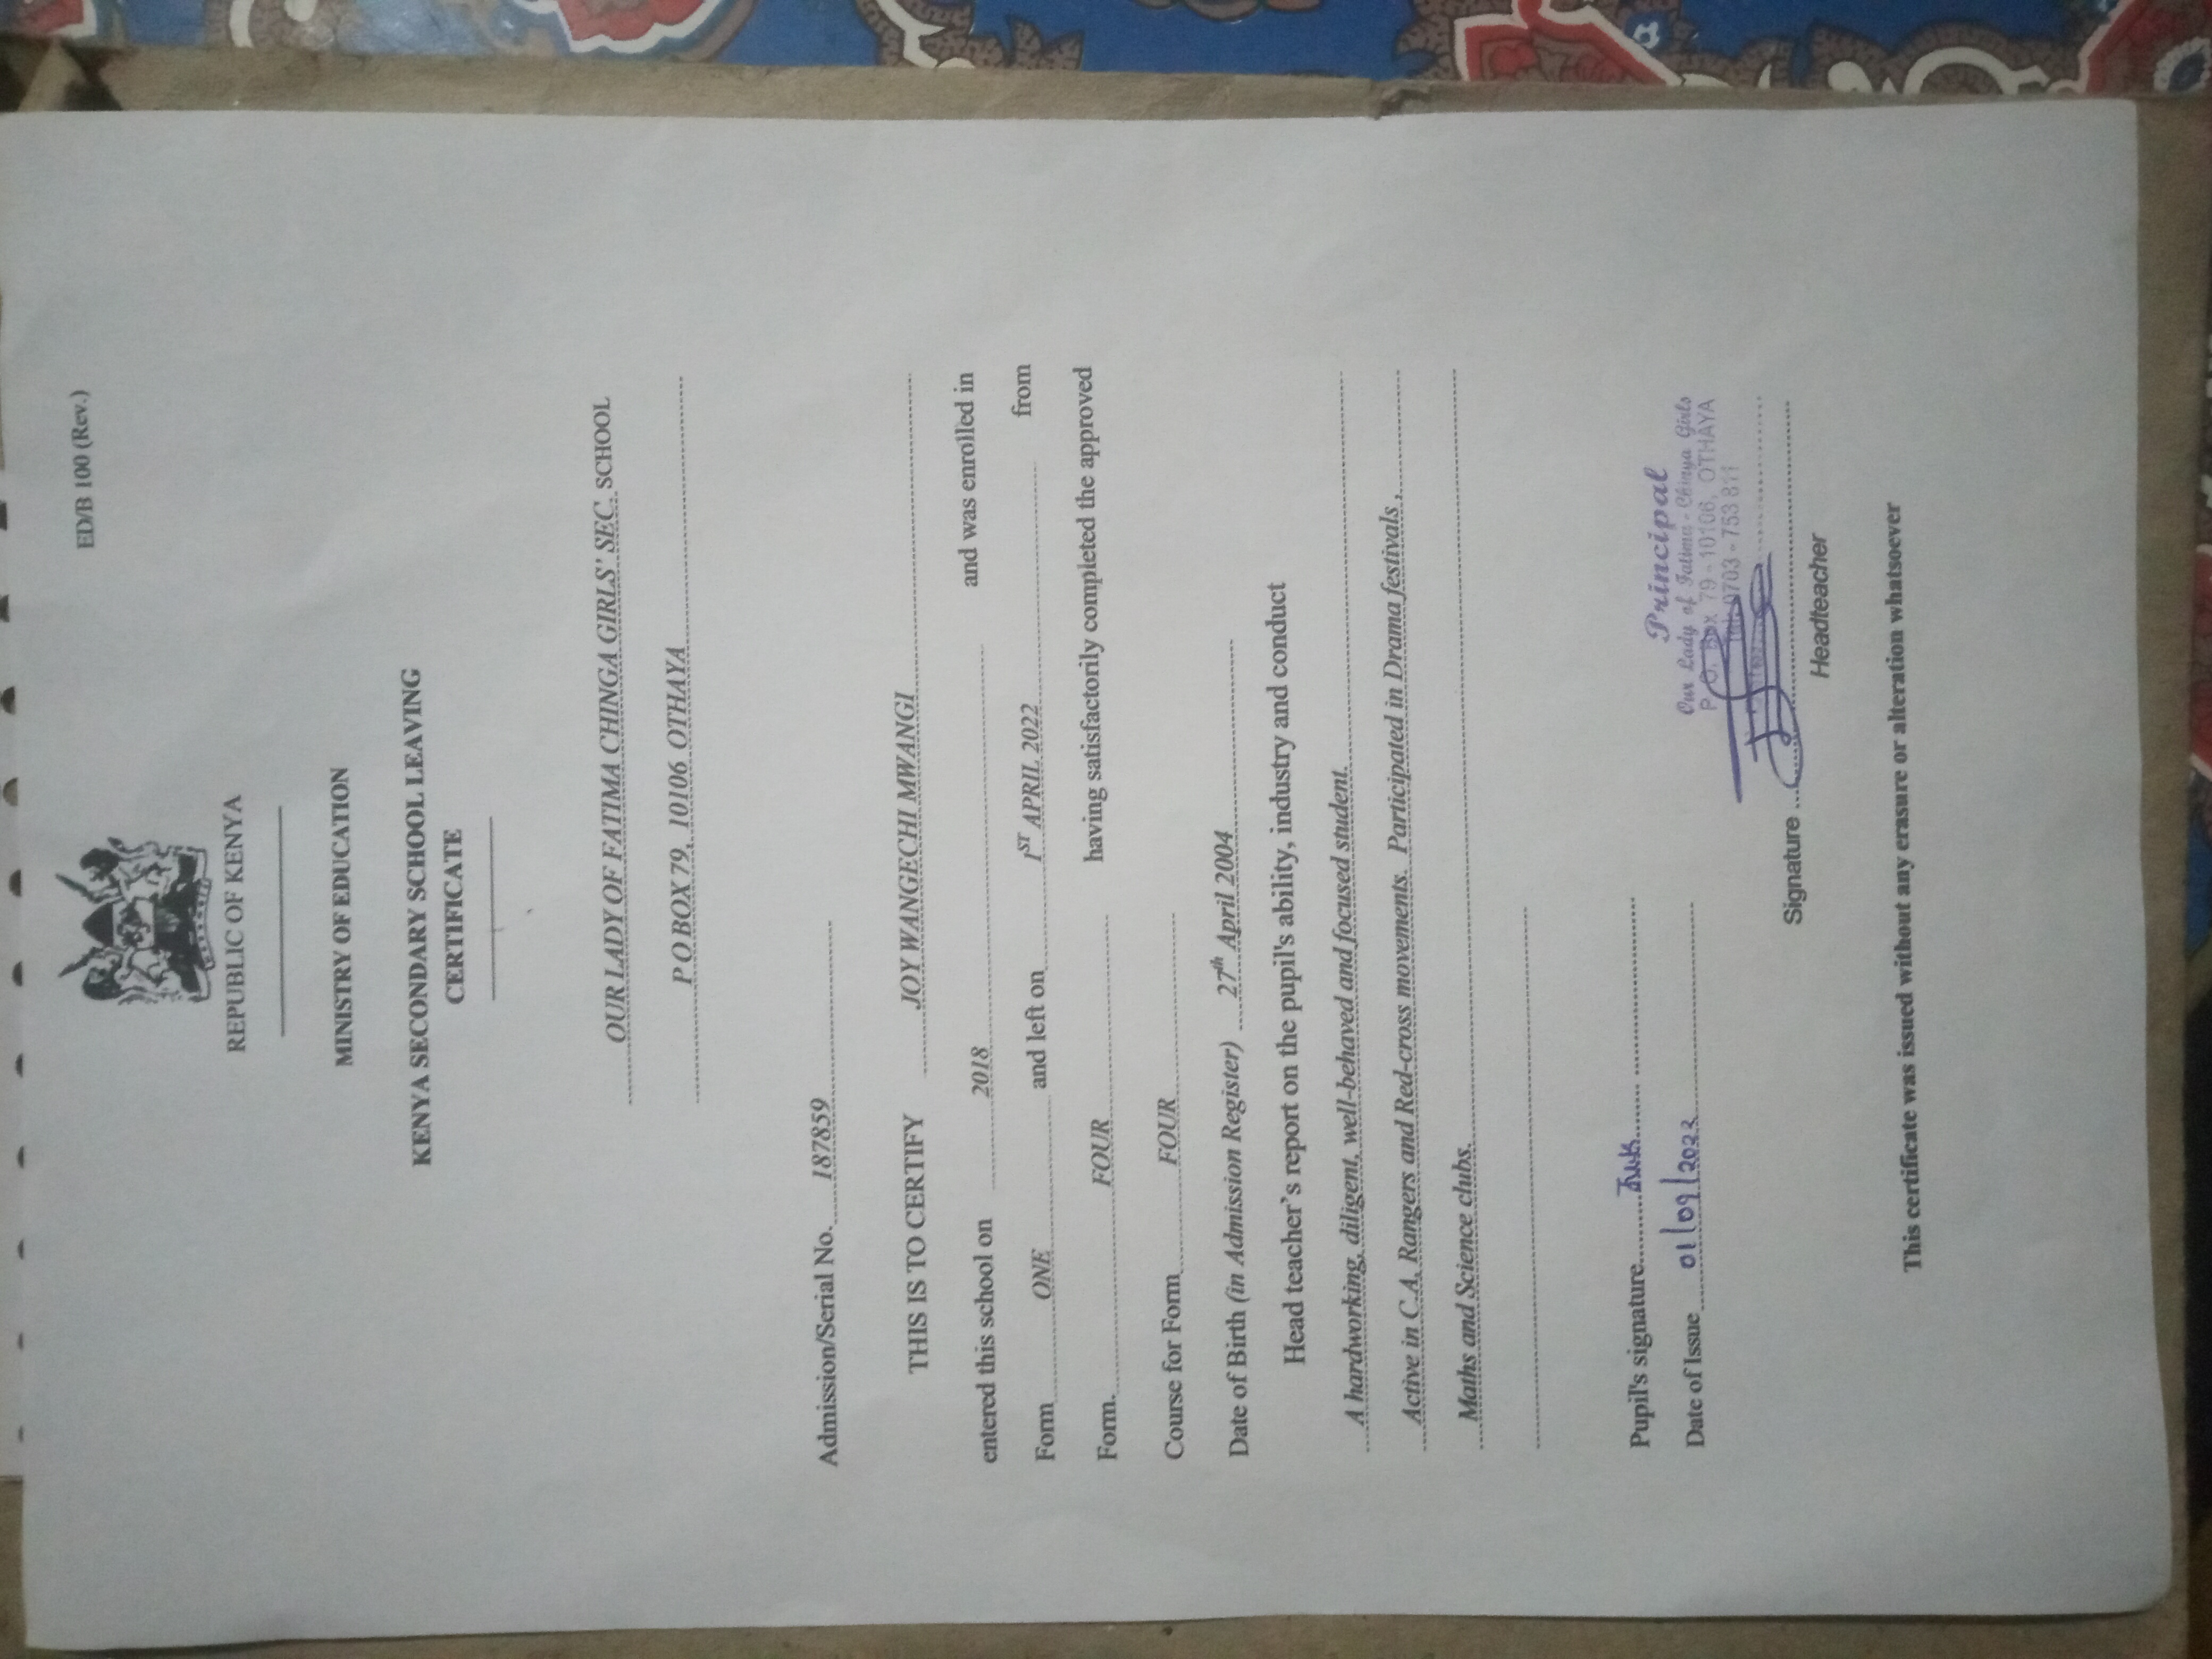 ED/B 100 (Rev.)
REPUBLIC OF KENYA
MINISTRY OF EDUCATION
KENYA SECONDARY SCHOOL LEAVING
CERTIFICATE
OUR LADY OF FATIMA CHINGA GIRLS' SEC. SCHOOL
P O BOX 79, 10106 OTHAYA
Admission/Serial No. 187859
THIS IS TO CERTIFY JOY WANGECHI MWANGI
entered this school on 2018 and was enrolled in
Form ONE and left on 1ST APRIL 2022 from
Form. FOUR having satisfactorily completed the approved
Course for Form FOUR
Date of Birth (in Admission Register) 27th April 2004
Head teacher's report on the pupil's ability, industry and conduct
A hardworking, diligent, well-behaved and focused student.
Active in C.A, Rangers and Red-cross movements. Participated in Drama festivals ,
Maths and Science clubs.
Pupil's signature
Date of Issue 01/09/2022
Principal
Our Lady of Fatima - Chinga Girls
P. O. Box 79 - 10106, OTHAYA
Tel: 0703 - 753 811
Signature
Headteacher
This certificate was issued without any erasure or alteration whatsoever